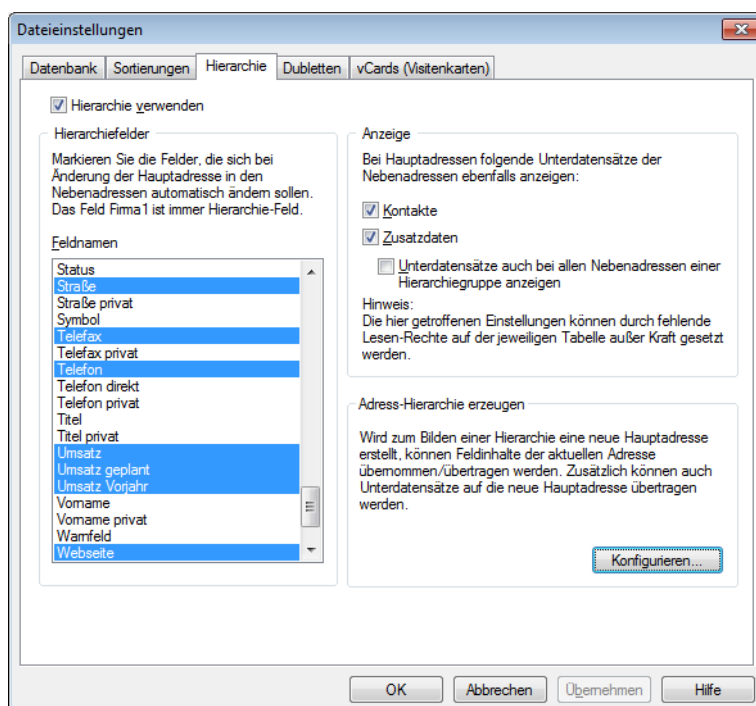 Dateieinstellungen
Datenbank Sortierungen Hierarchie Dubletten vCards (Visitenkarten)
Hierarchie verwenden
Hierarchiefelder
Markieren Sie die Felder, die sich bei
Änderung der Hauptadresse in den
Nebenadressen automatisch ändern sollen.
Das Feld Firma1 ist immer Hierarchie-Feld.
Feldnamen
Status
Straße
Straße privat
Symbol
Telefax
Telefax privat
Telefon
Telefon direkt
Telefon privat
Titel
Titel privat
Umsatz
Umsatz geplant
Umsatz Vorjahr
Vorname
Vorname privat
Warnfeld
Webseite
Anzeige
Bei Hauptadressen folgende Unterdatensätze der
Nebenadressen ebenfalls anzeigen:
Kontakte
Zusatzdaten
Unterdatensätze auch bei allen Nebenadressen einer
Hierarchiegruppe anzeigen
Hinweis:
Die hier getroffenen Einstellungen können durch fehlende
Lesen-Rechte auf der jeweiligen Tabelle außer Kraft gesetzt
werden.
Adress-Hierarchie erzeugen
Wird zum Bilden einer Hierarchie eine neue Hauptadresse
erstellt, können Feldinhalte der aktuellen Adresse
übernommen/übertragen werden. Zusätzlich können auch
Unterdatensätze auf die neue Hauptadresse übertragen
werden.
Konfigurieren...
OK Abbrechen Übernehmen Hilfe